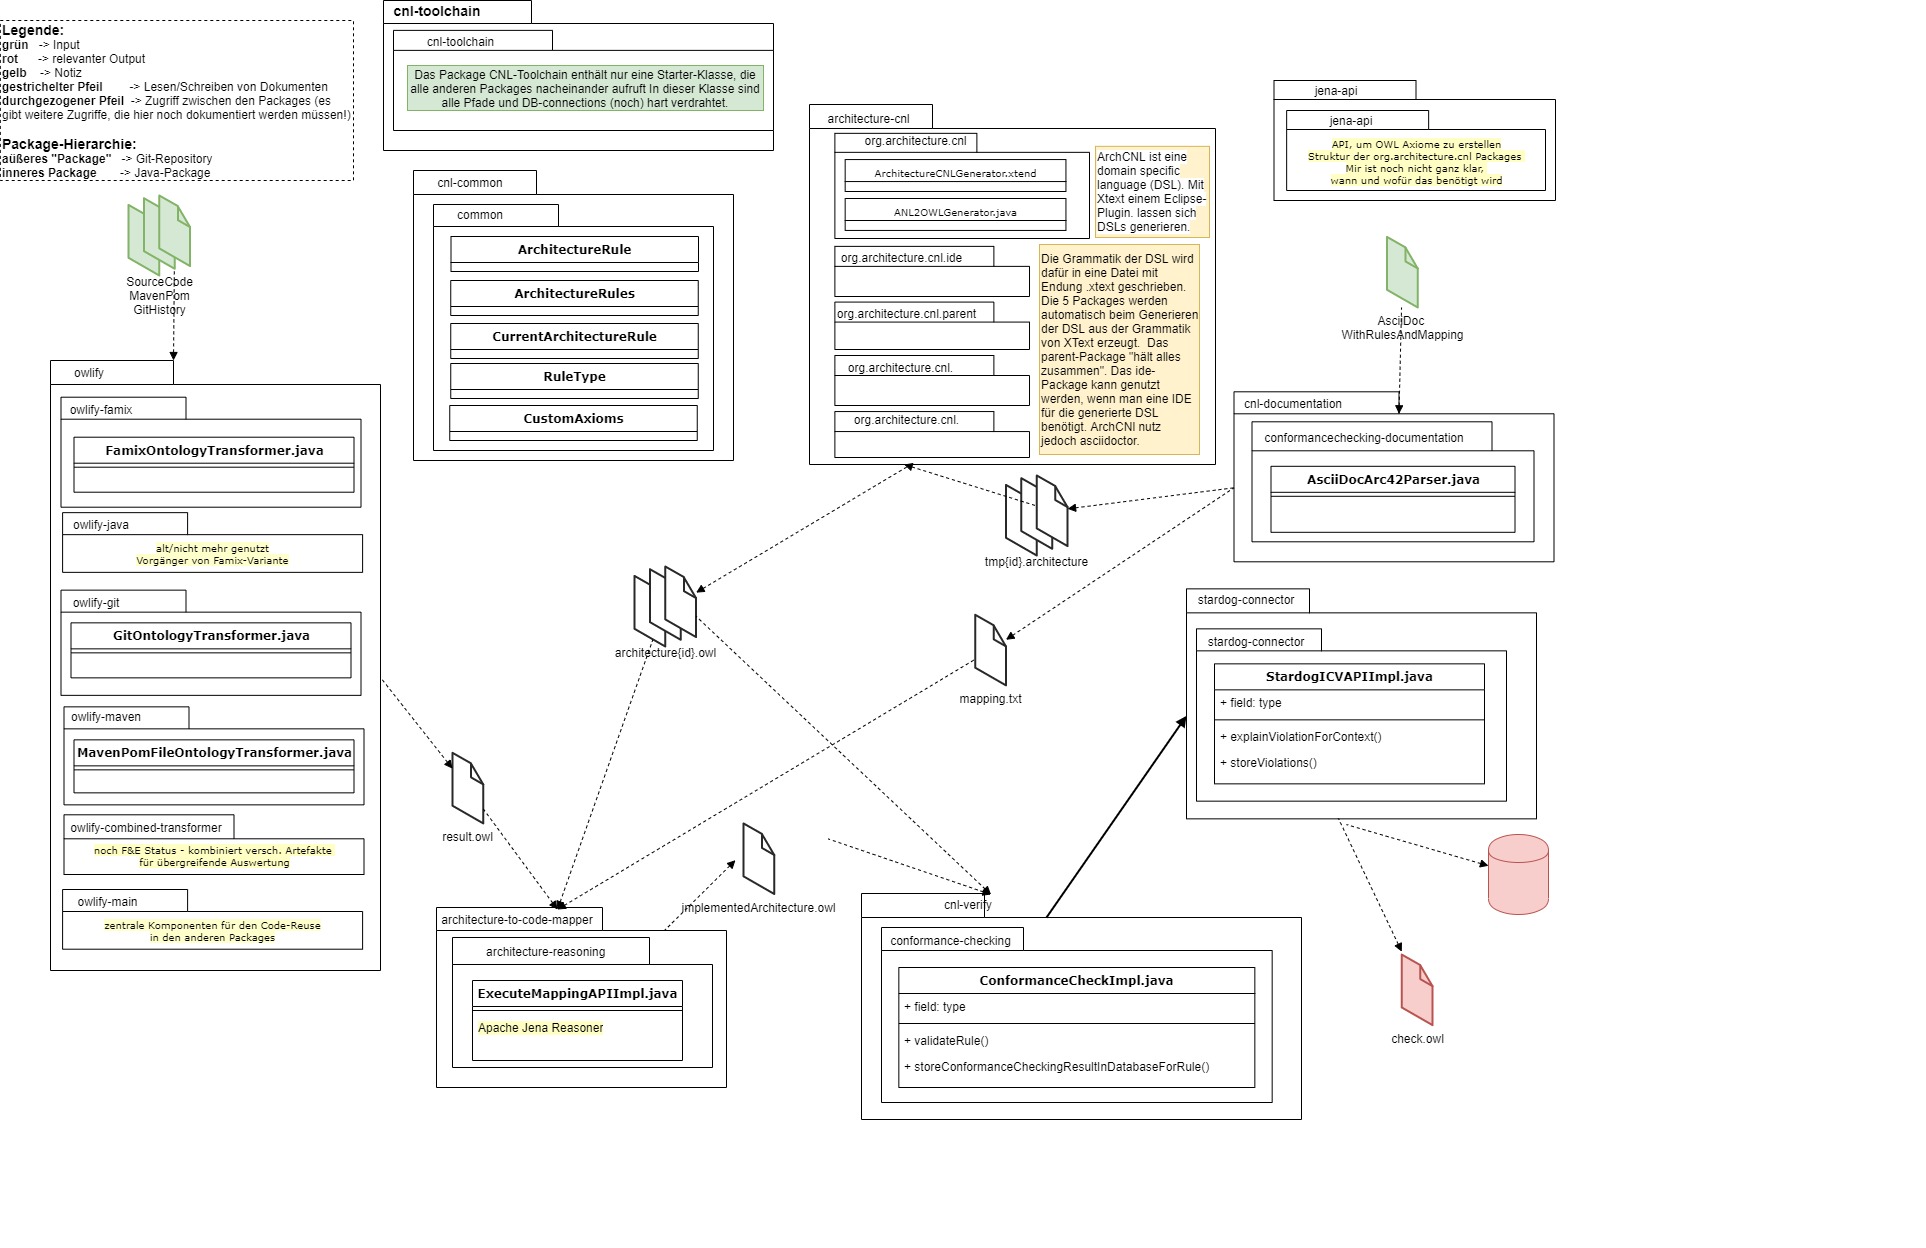 Legende:
grün -> Input
rot -> relevanter Output
gelb -> Notiz
gestrichelter Pfeil -> Lesen/Schreiben von Dokumenten
durchgezogener Pfeil -> Zugriff zwischen den Packages (es
gibt weitere Zugriffe, die hier noch dokumentiert werden müssen!)
Package-Hierarchie:
äußeres "Package" -> Git-Repository
inneres Package -> Java-Package
SourceCode
MavenPom
GitHistory
cnl-toolchain
cnl-toolchain
Das Package CNL-Toolchain enthält nur eine Starter-Klasse, die
alle anderen Packages nacheinander aufruft In dieser Klasse sind
alle Pfade und DB-connections (noch) hart verdrahtet.
cnl-common
common
ArchitectureRule
ArchitectureRules
CurrentArchitectureRule
RuleType
CustomAxioms
architecture-cnl
org.architecture.cnl
ArchitectureCNLGenerator.xtend
ANL2OWLGenerator.java
org.architecture.cnl.ide
org.architecture.cnl.parent
org.architecture.cnl.
org.architecture.cnl.
ArchCNL ist eine
domain specific
language (DSL). Mit
Xtext einem Eclipse-
Plugin. lassen sich
DSLs generieren.
Die Grammatik der DSL wird
dafür in eine Datei mit
Endung .xtext geschrieben.
Die 5 Packages werden
automatisch beim Generieren
der DSL aus der Grammatik
von XText erzeugt. Das
parent-Package "hält alles
zusammen". Das ide-
Package kann genutzt
werden, wenn man eine IDE
für die generierte DSL
benötigt. ArchCNl nutz
jedoch asciidoctor.
jena-api
jena-api
API, um OWL Axiome zu erstellen
Struktur der org.architecture.cnl Packages
Mir ist noch nicht ganz klar,
wann und wofür das benötigt wird
AsciiDoc
WithRulesAndMapping
cnl-documentation
conformancechecking-documentation
AsciiDocArc42Parser.java
owlify
owlify-famix
FamixOntologyTransformer.java
owlify-java
alt/nicht mehr genutzt
Vorgänger von Famix-Variante
owlify-git
GitOntologyTransformer.java
owlify-maven
MavenPomFileOntologyTransformer.java
owlify-combined-transformer
noch F&E Status - kombiniert versch. Artefakte
für übergreifende Auswertung
owlify-main
zentrale Komponenten für den Code-Reuse
in den anderen Packages
tmp{id}.architecture
architecture{id}.owl
mapping.txt
result.owl
implementedArchitecture.owl
stardog-connector
stardog-connector
StardogICVAPIImpl.java
+ field: type
+ explainViolationForContext()
+ storeViolations()
architecture-to-code-mapper
architecture-reasoning
ExecuteMappingAPIImpl.java
Apache Jena Reasoner
cnl-verify
conformance-checking
ConformanceCheckImpl.java
+ field: type
+ validateRule()
+ storeConformanceCheckingResultInDatabaseForRule()
check.owl